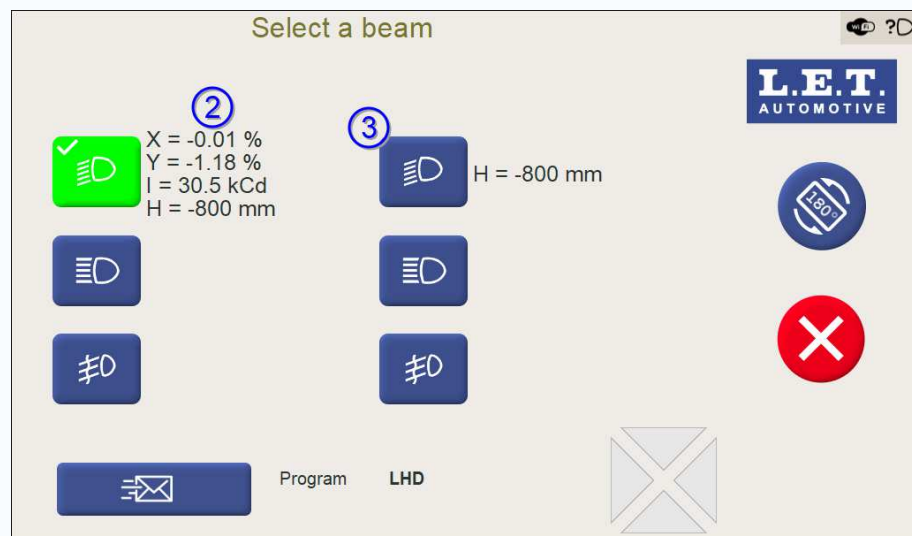 Select a beam
WiFi ?
L.E.T.
AUTOMOTIVE
2
X = -0.01 %
Y = -1.18 %
I = 30.5 kCd
H = -800 mm
3
H = -800 mm
180°
Program LHD